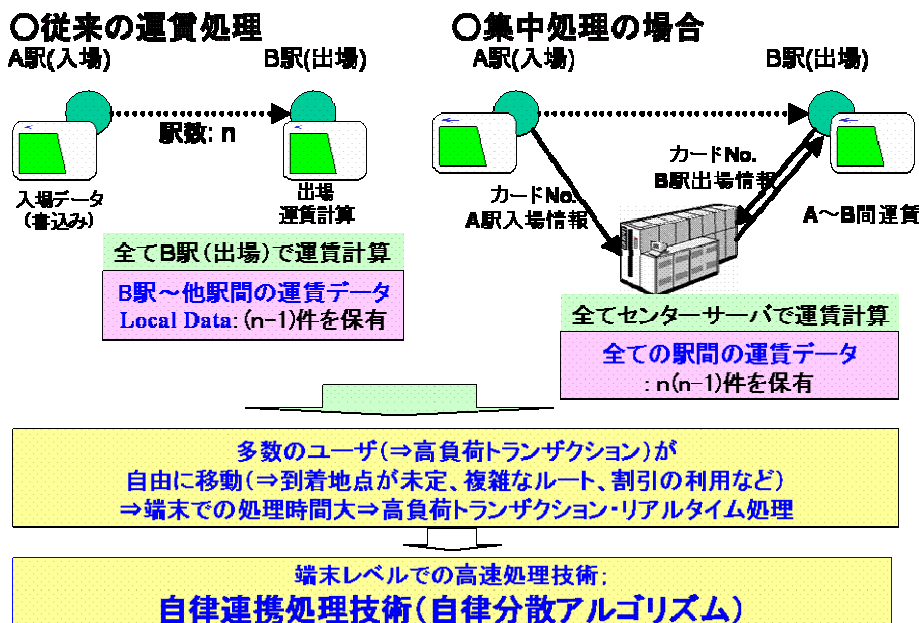 〇従来の運賃処理
A駅(入場)
B駅(出場)
駅数: n
入場データ
(書込み)
出場
運賃計算
全てB駅(出場)で運賃計算
B駅～他駅間の運賃データ
Local Data: (n-1)件を保有
〇集中処理の場合
A駅(入場)
B駅(出場)
カードNo.
A駅入場情報
カードNo.
B駅出場情報
A～B間運賃
全てセンターサーバで運賃計算
全ての駅間の運賃データ
: n(n-1)件を保有
多数のユーザ(⇒高負荷トランザクション)が
自由に移動(⇒到着地点が未定、複雑なルート、割引の利用など)
⇒端末での処理時間大⇒高負荷トランザクション・リアルタイム処理
端末レベルでの高速処理技術;
自律連携処理技術(自律分散アルゴリズム)